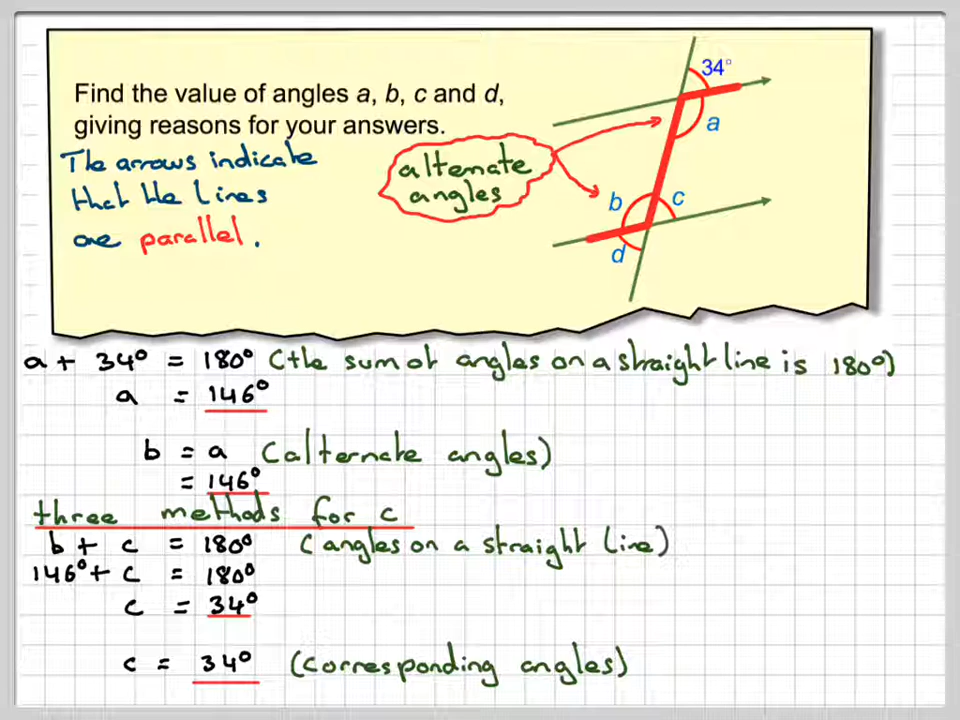 Find the value of angles a, b, c and d,
giving reasons for your answers.
The arrows indicate
that the lines
are parallel.
alternate
angles
34°
a
b
c
d
a + 34° = 180° (the sum of angles on a straight line is 180°)
a = 146°
b = a (alternate angles)
= 146°
three methods for c
b + c = 180° (angles on a straight line)
146° + c = 180°
c = 34°
c = 34° (corresponding angles)